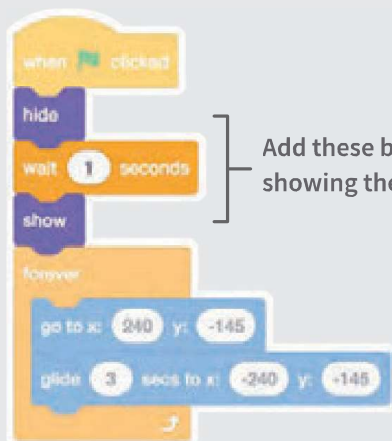 when clicked
hide
wait 1 seconds
show
forever
go to x: 240 y: -145
glide 3 secs to x: -240 y: -145
Add these b
showing the